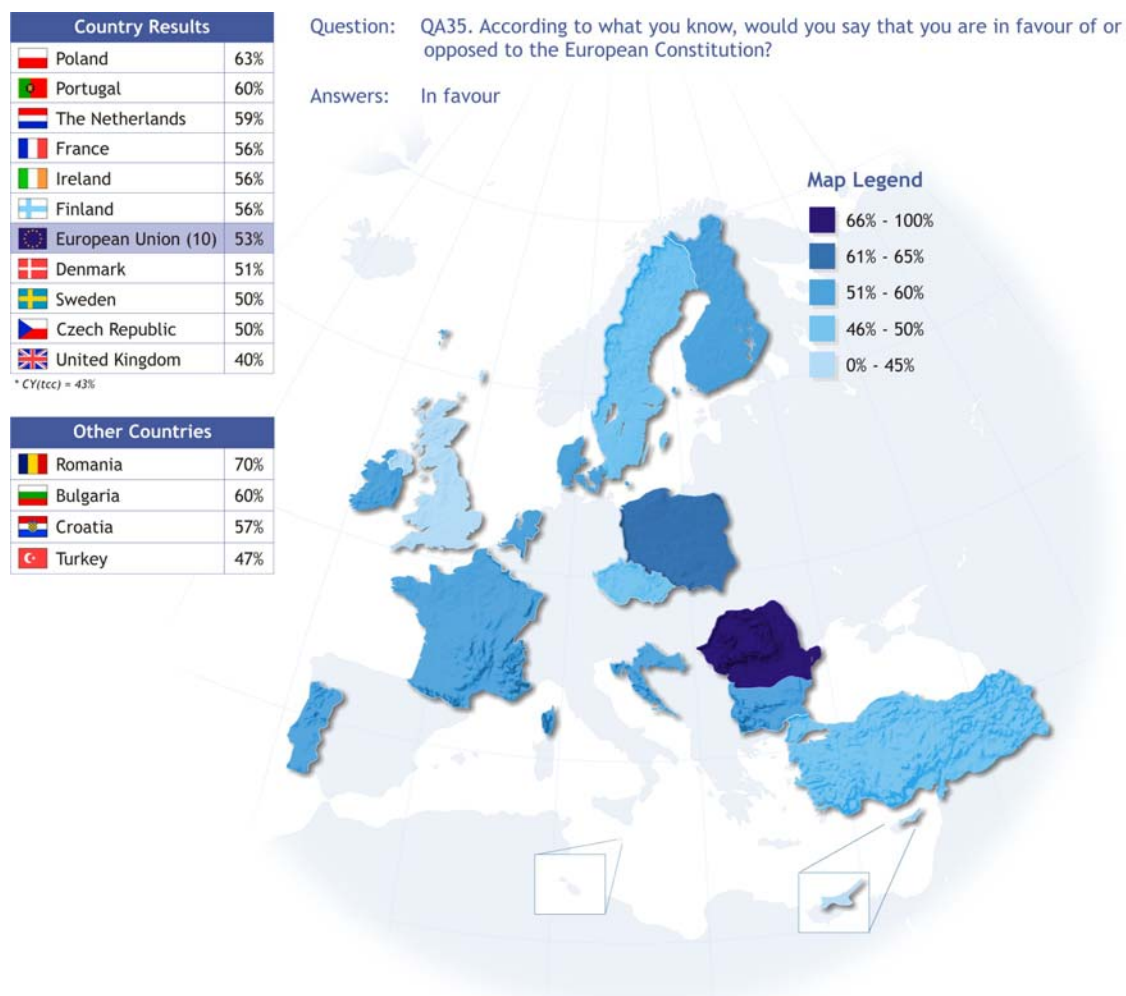 Country Results
Poland 63%
Portugal 60%
The Netherlands 59%
France 56%
Ireland 56%
Finland 56%
European Union (10) 53%
Denmark 51%
Sweden 50%
Czech Republic 50%
United Kingdom 40%
* CY(tcc) = 43%
Other Countries
Romania 70%
Bulgaria 60%
Croatia 57%
Turkey 47%
Question: QA35. According to what you know, would you say that you are in favour of or
opposed to the European Constitution?
Answers: In favour
Map Legend
66% - 100%
61% - 65%
51% - 60%
46% - 50%
0% - 45%